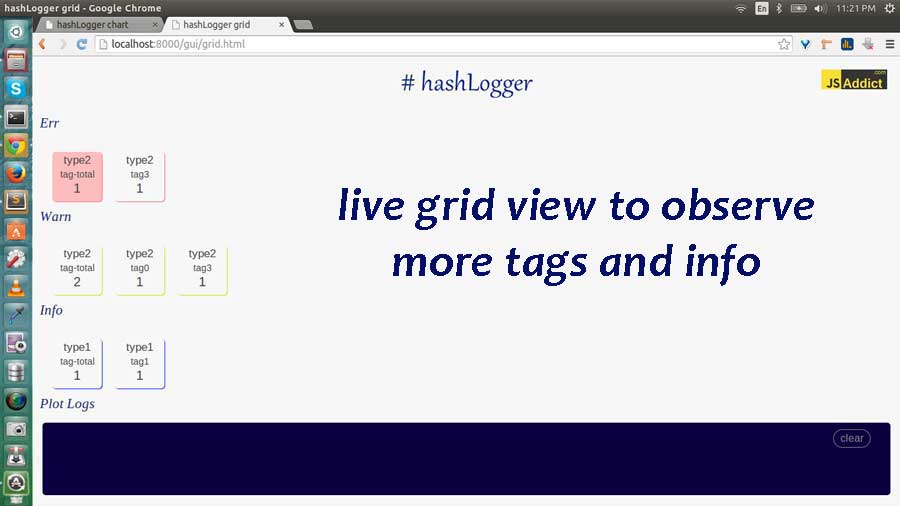 hashLogger grid - Google Chrome
En
11:21 PM
hashLogger chart
hashLogger grid
localhost:8000/gui/grid.html
# hashLogger
JS Addict .com
Err
type2 type2
tag-total tag3
1 1
Warn
type2 type2 type2
tag-total tag0 tag3
2 1 1
Info
type1 type1
tag-total tag1
1 1
Plot Logs
clear
live grid view to observe
more tags and info